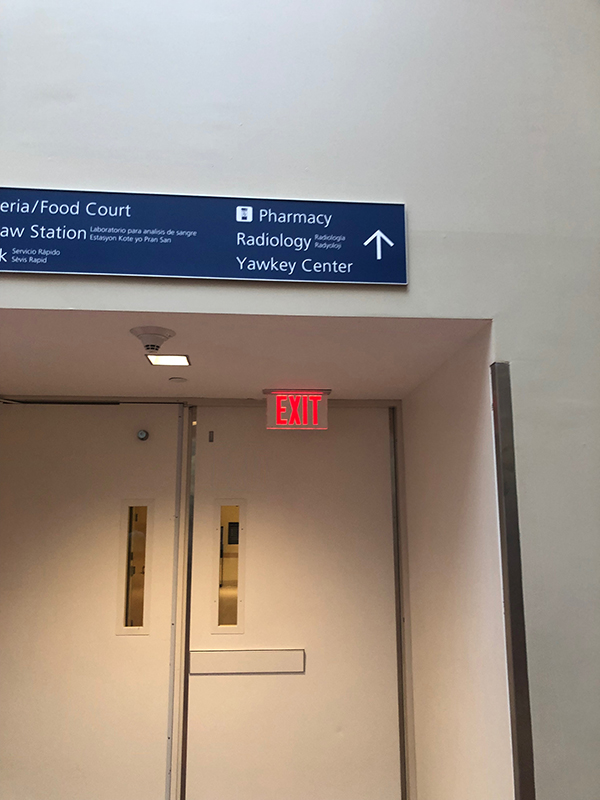 eria/Food Court
aw Station Laboratorio para analisis de sangre
Estasyon Kote yo Pran San
k Servicio Rápido
Sèvis Rapid
Pharmacy
Radiology Radiología
Radyoloji
Yawkey Center
EXIT